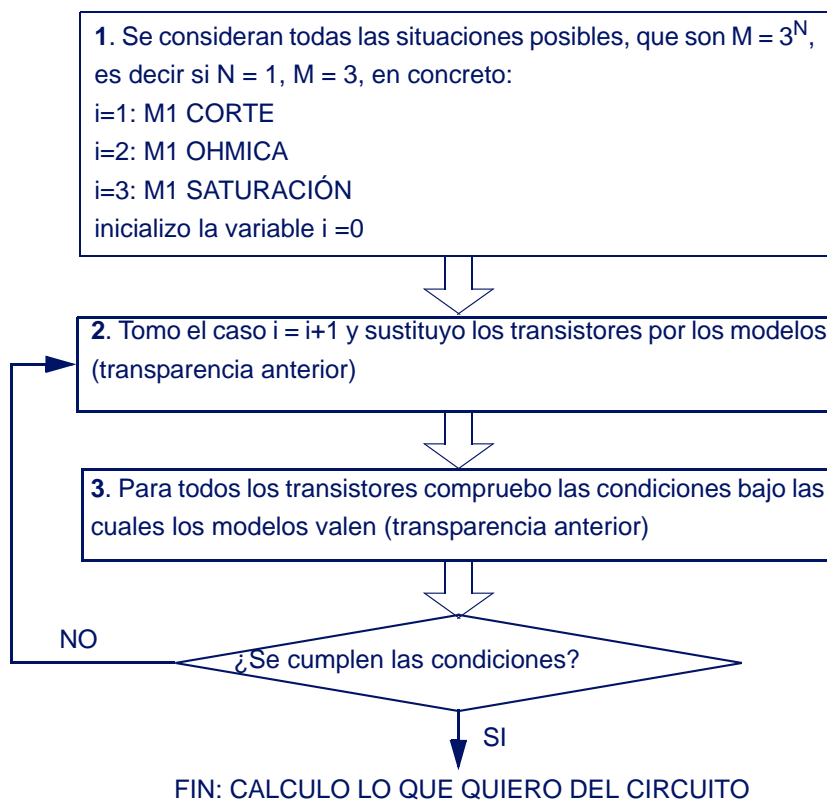 1. Se consideran todas las situaciones posibles, que son M = 3^N,
es decir si N = 1, M = 3, en concreto:
i=1: M1 CORTE
i=2: M1 OHMICA
i=3: M1 SATURACIÓN
inicializo la variable i =0
2. Tomo el caso i = i+1 y sustituyo los transistores por los modelos
(transparencia anterior)
3. Para todos los transistores compruebo las condiciones bajo las
cuales los modelos valen (transparencia anterior)
NO
¿Se cumplen las condiciones?
SI
FIN: CALCULO LO QUE QUIERO DEL CIRCUITO